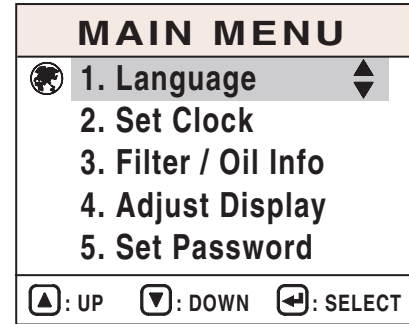 MAIN MENU
1. Language
2. Set Clock
3. Filter / Oil Info
4. Adjust Display
5. Set Password
: UP : DOWN : SELECT